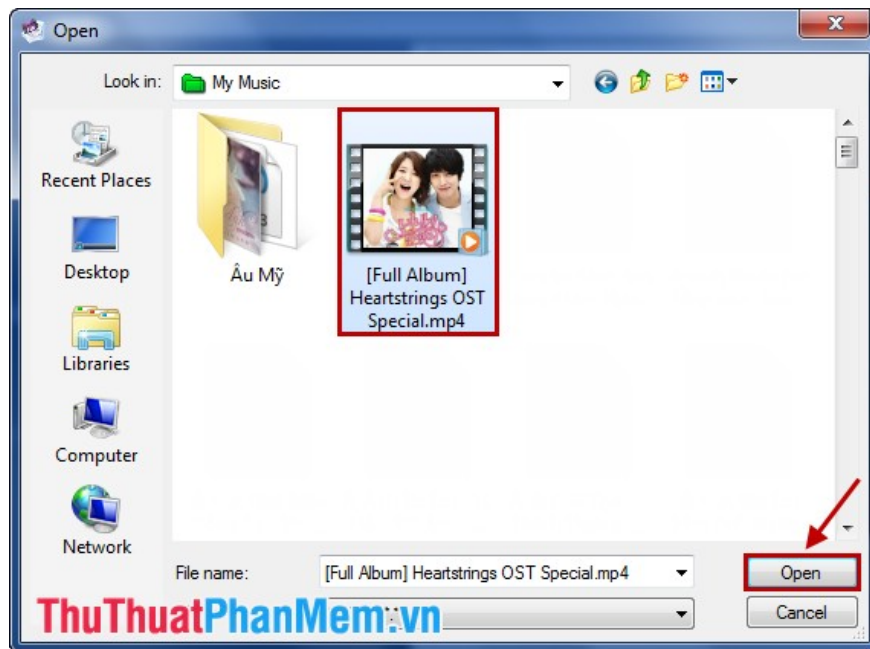 Open
Look in:
My Music
Recent Places
Desktop
Libraries
Computer
Network
Âu Mỹ
[Full Album]
Heartstrings OST
Special.mp4
File name:
[Full Album] Heartstrings OST Special.mp4
Open
Cancel
ThuThuatPhanMem.vn